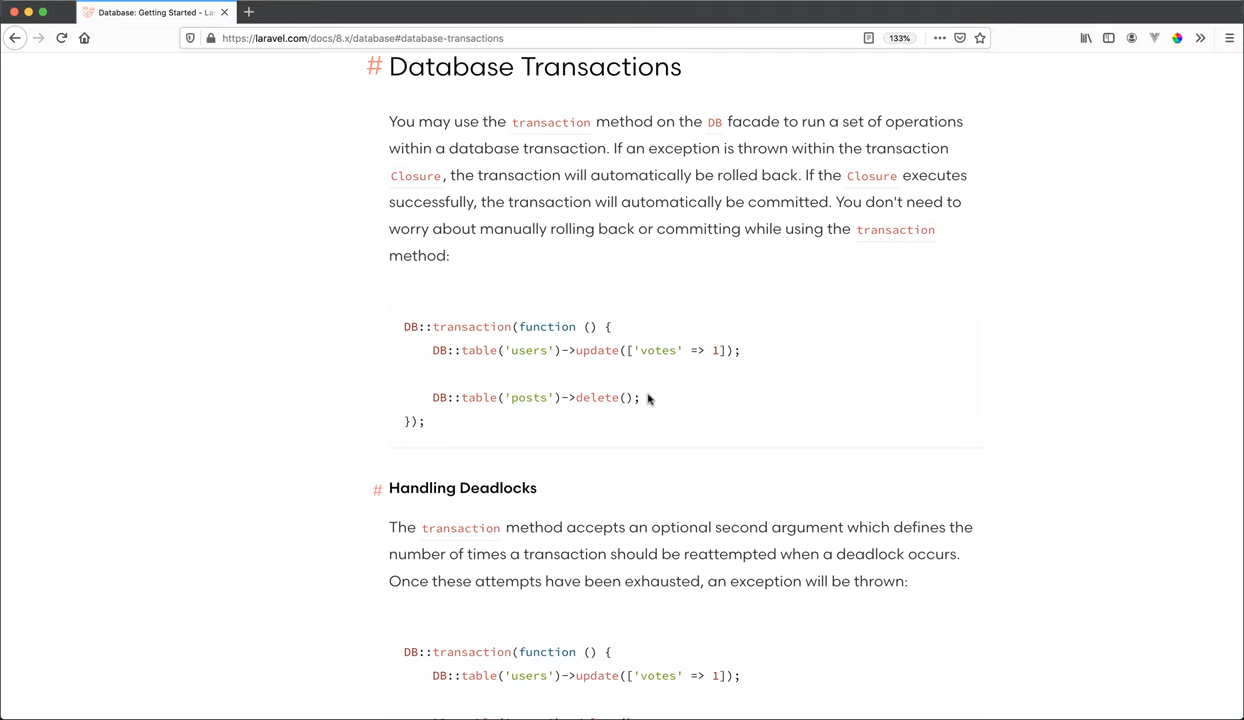 Database: Getting Started - La
https://laravel.com/docs/8.x/database#database-transactions
133%
# Database Transactions
You may use the transaction method on the DB facade to run a set of operations
within a database transaction. If an exception is thrown within the transaction
Closure, the transaction will automatically be rolled back. If the Closure executes
successfully, the transaction will automatically be committed. You don't need to
worry about manually rolling back or committing while using the transaction
method:
DB::transaction(function () {
DB::table('users')->update(['votes' => 1]);
DB::table('posts')->delete();
});
# Handling Deadlocks
The transaction method accepts an optional second argument which defines the
number of times a transaction should be reattempted when a deadlock occurs.
Once these attempts have been exhausted, an exception will be thrown:
DB::transaction(function () {
DB::table('users')->update(['votes' => 1]);